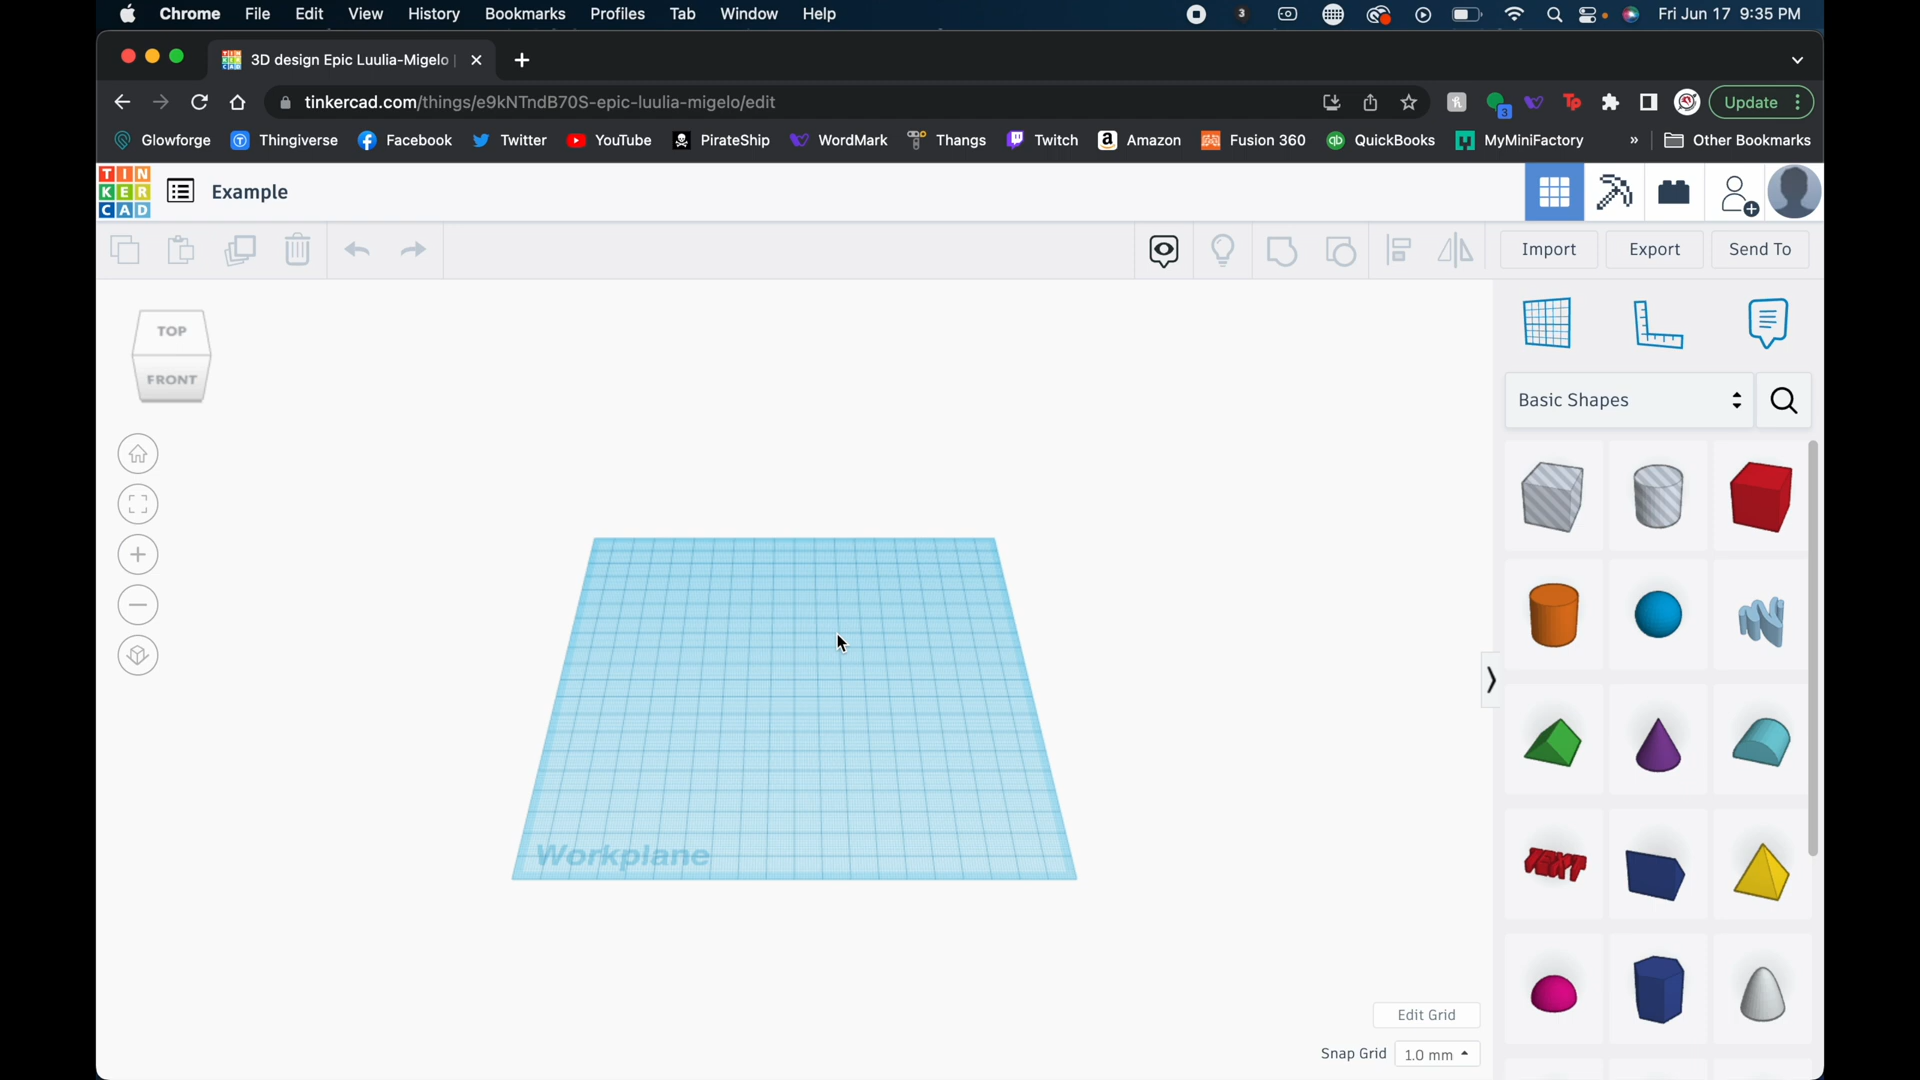 Chrome File Edit View History Bookmarks Profiles Tab Window Help 3 Fri Jun 17 9:35 PM
3D design Epic Luulia-Migelo
tinkercad.com/things/e9kNTndB70S-epic-luulia-migelo/edit 3 Update
Glowforge Thingiverse Facebook Twitter YouTube PirateShip WordMark Thangs Twitch Amazon Fusion 360 QuickBooks MyMiniFactory » Other Bookmarks
TIN
KER
CAD
Example
Import Export Send To
TOP
FRONT
Basic Shapes
TEXT
Workplane
Edit Grid
Snap Grid 1.0 mm